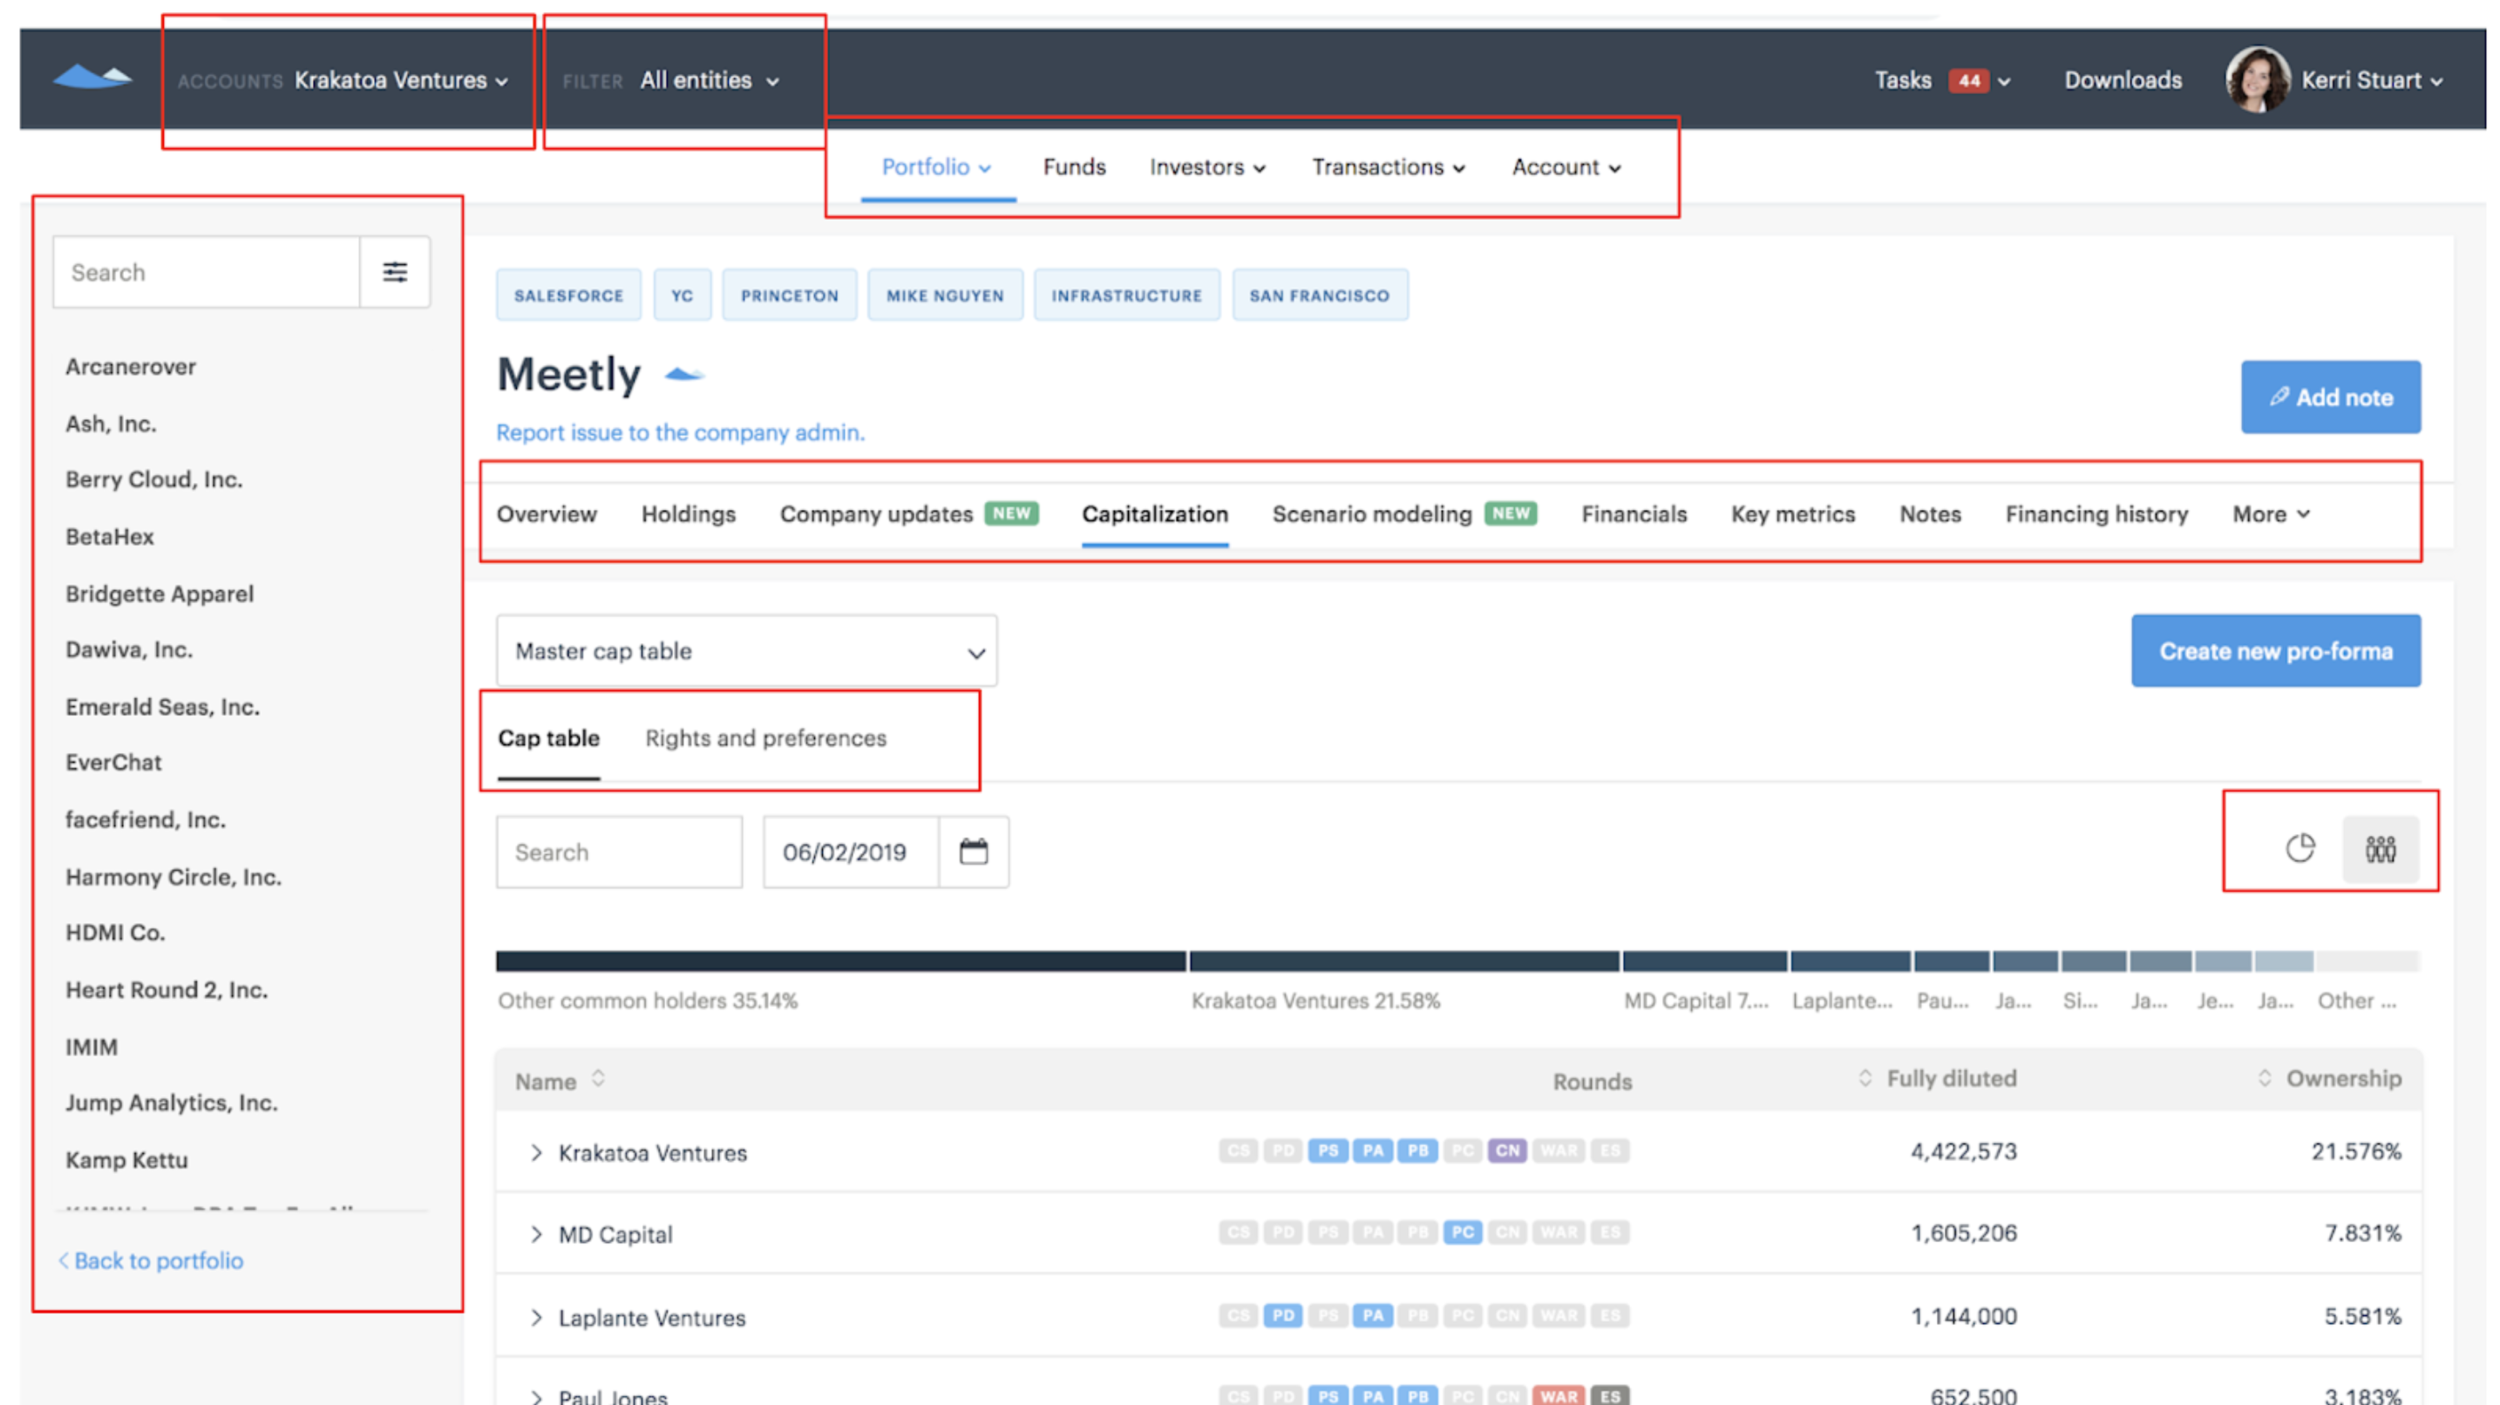 ACCOUNTS Krakatoa Ventures FILTER All entities Tasks 44 Downloads Kerri Stuart
Portfolio Funds Investors Transactions Account
Search
Arcanerover
Ash, Inc.
Berry Cloud, Inc.
BetaHex
Bridgette Apparel
Dawiva, Inc.
Emerald Seas, Inc.
EverChat
facefriend, Inc.
Harmony Circle, Inc.
HDMI Co.
Heart Round 2, Inc.
IMIM
Jump Analytics, Inc.
Kamp Kettu
Back to portfolio
SALESFORCE YC PRINCETON MIKE NGUYEN INFRASTRUCTURE SAN FRANCISCO
Meetly
Add note
Report issue to the company admin.
Overview Holdings Company updates NEW Capitalization Scenario modeling NEW Financials Key metrics Notes Financing history More
Master cap table Create new pro-forma
Cap table Rights and preferences
Search 06/02/2019
Other common holders 35.14% Krakatoa Ventures 21.58% MD Capital 7.... Laplante... Pau... Ja... Si... Ja... Je... Ja... Other ...
Name Rounds Fully diluted Ownership
Krakatoa Ventures CS PD PS PA PB PC CN WAR ES 4,422,573 21.576%
MD Capital CS PD PS PA PB PC CN WAR ES 1,605,206 7.831%
Laplante Ventures CS PD PS PA PB PC CN WAR ES 1,144,000 5.581%
Paul Jones CS PD PS PA PB PC CN WAR ES 652,500 3.183%